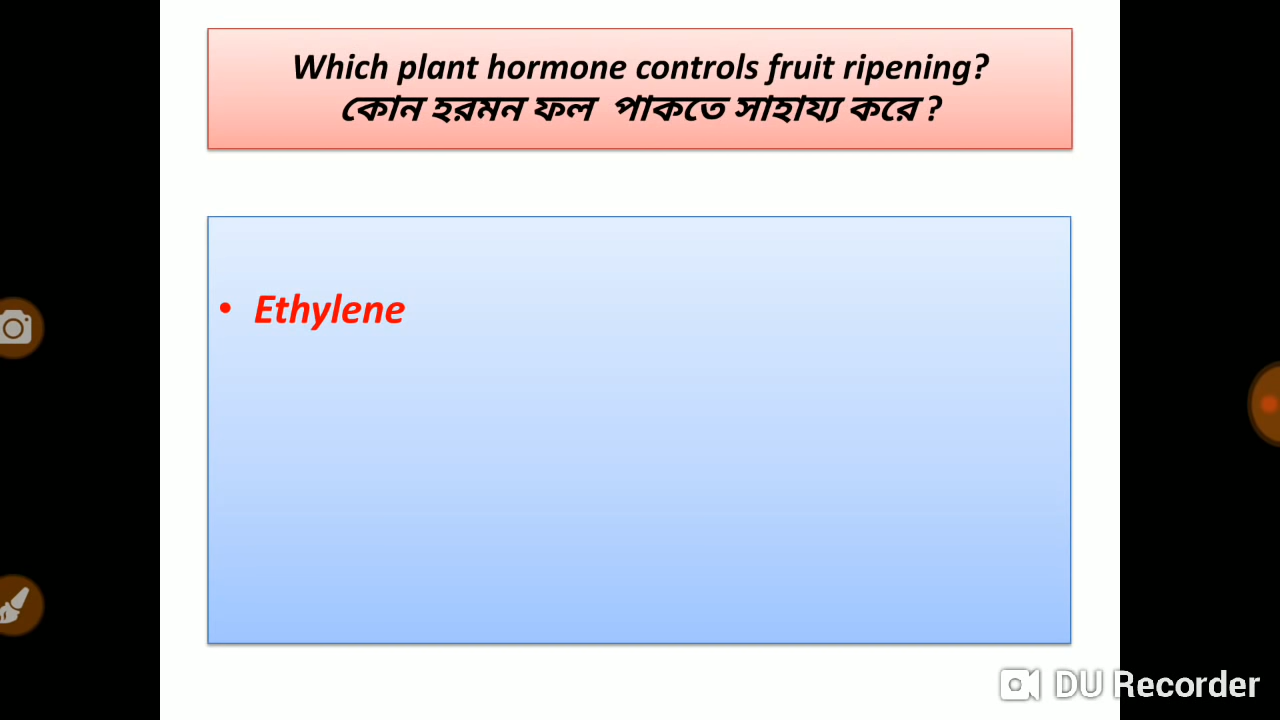 Which plant hormone controls fruit ripening?
কোন হরমন ফল পাকতে সাহায্য করে ?
• Ethylene
DU Recorder